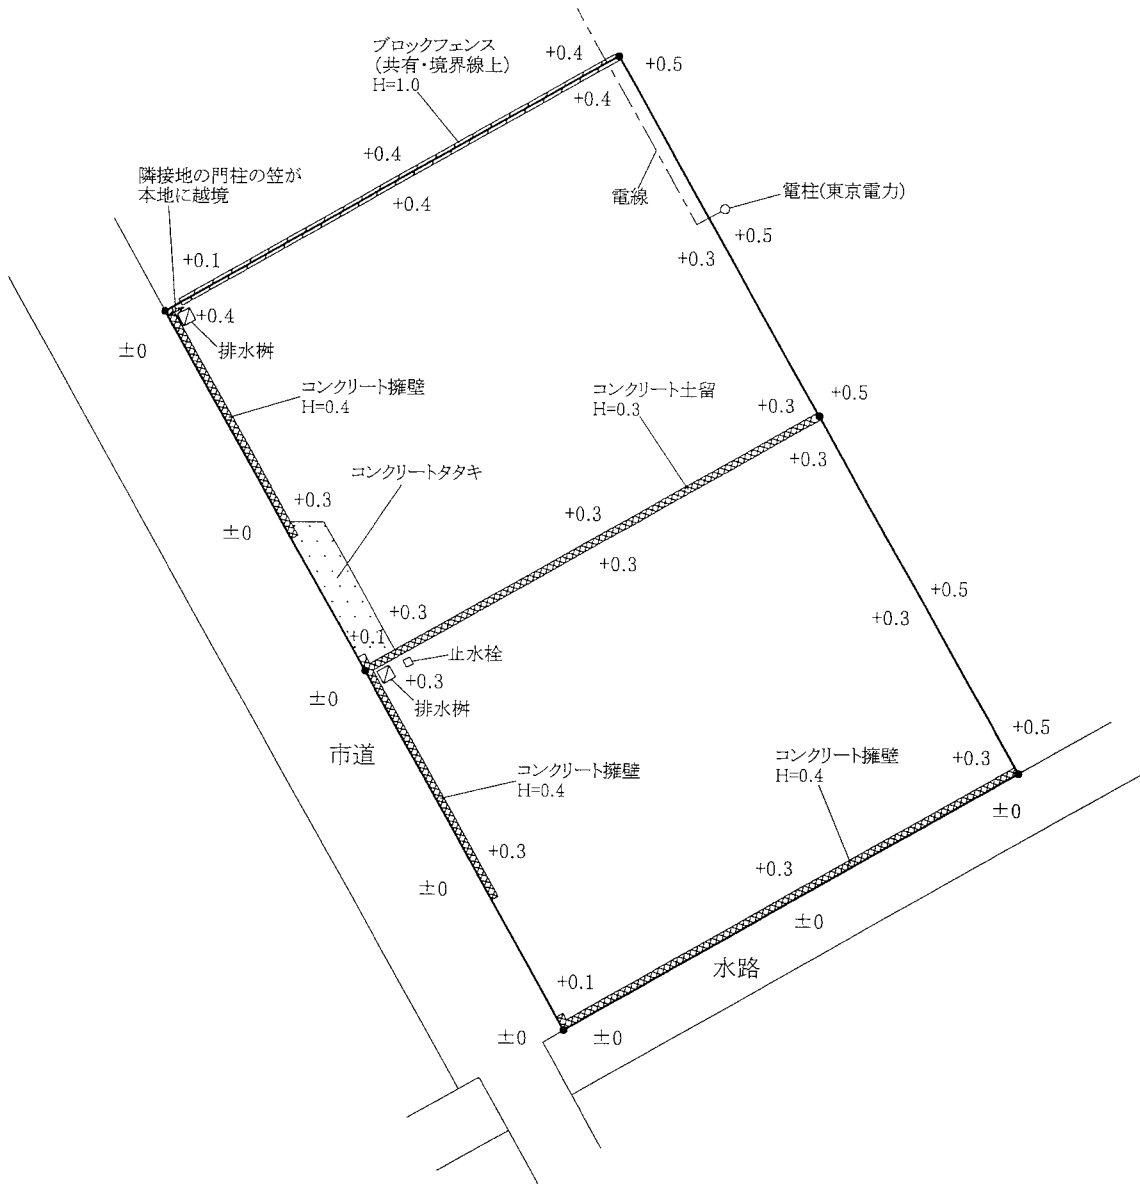 ブロックフェンス
(共有・境界線上)
H=1.0
+0.4
+0.5
+0.4
+0.4
隣接地の門柱の笠が
本地に越境
+0.4
電線
電柱(東京電力)
+0.5
+0.3
+0.1
+0.4
排水桝
±0
コンクリート擁壁
H=0.4
コンクリート土留
H=0.3
+0.3
+0.5
+0.3
コンクリートタタキ
+0.3
±0
+0.3
+0.3
+0.3
+0.1
止水栓
+0.3
排水桝
±0
+0.5
+0.3
市道
コンクリート擁壁
H=0.4
コンクリート擁壁
H=0.4
+0.5
+0.3
±0
+0.3
±0
+0.3
±0
水路
+0.1
±0
±0